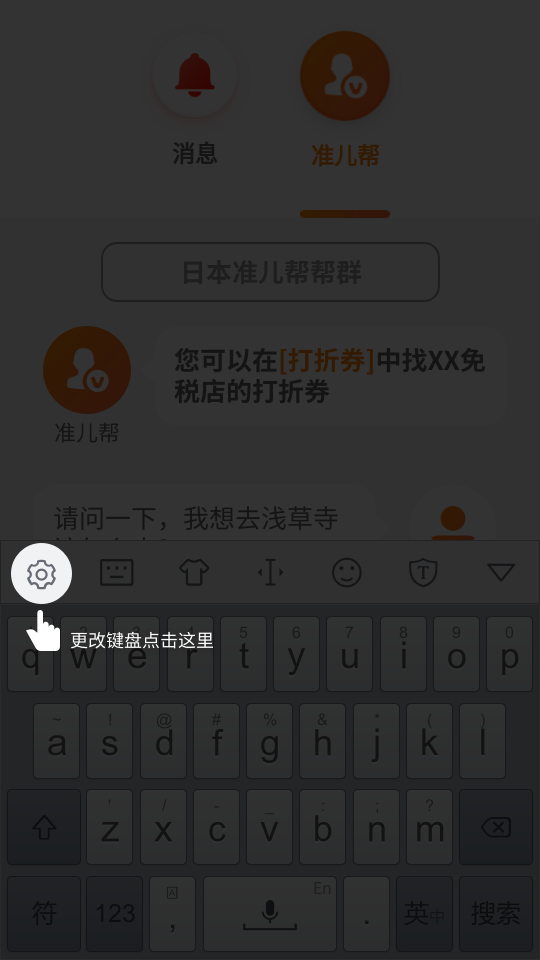 消息
准儿帮
日本准儿帮帮群
您可以在[打折券]中找XX免
税店的打折券
准儿帮
请问一下，我想去浅草寺
更改键盘点击这里
5 6 7 8 9 0
q w e r t y u i o p
~ ! @ # % & * ( )
a s d f g h j k l
' / - _ : ; ?
z x c v b n m
符 123 , En . 英中 搜索